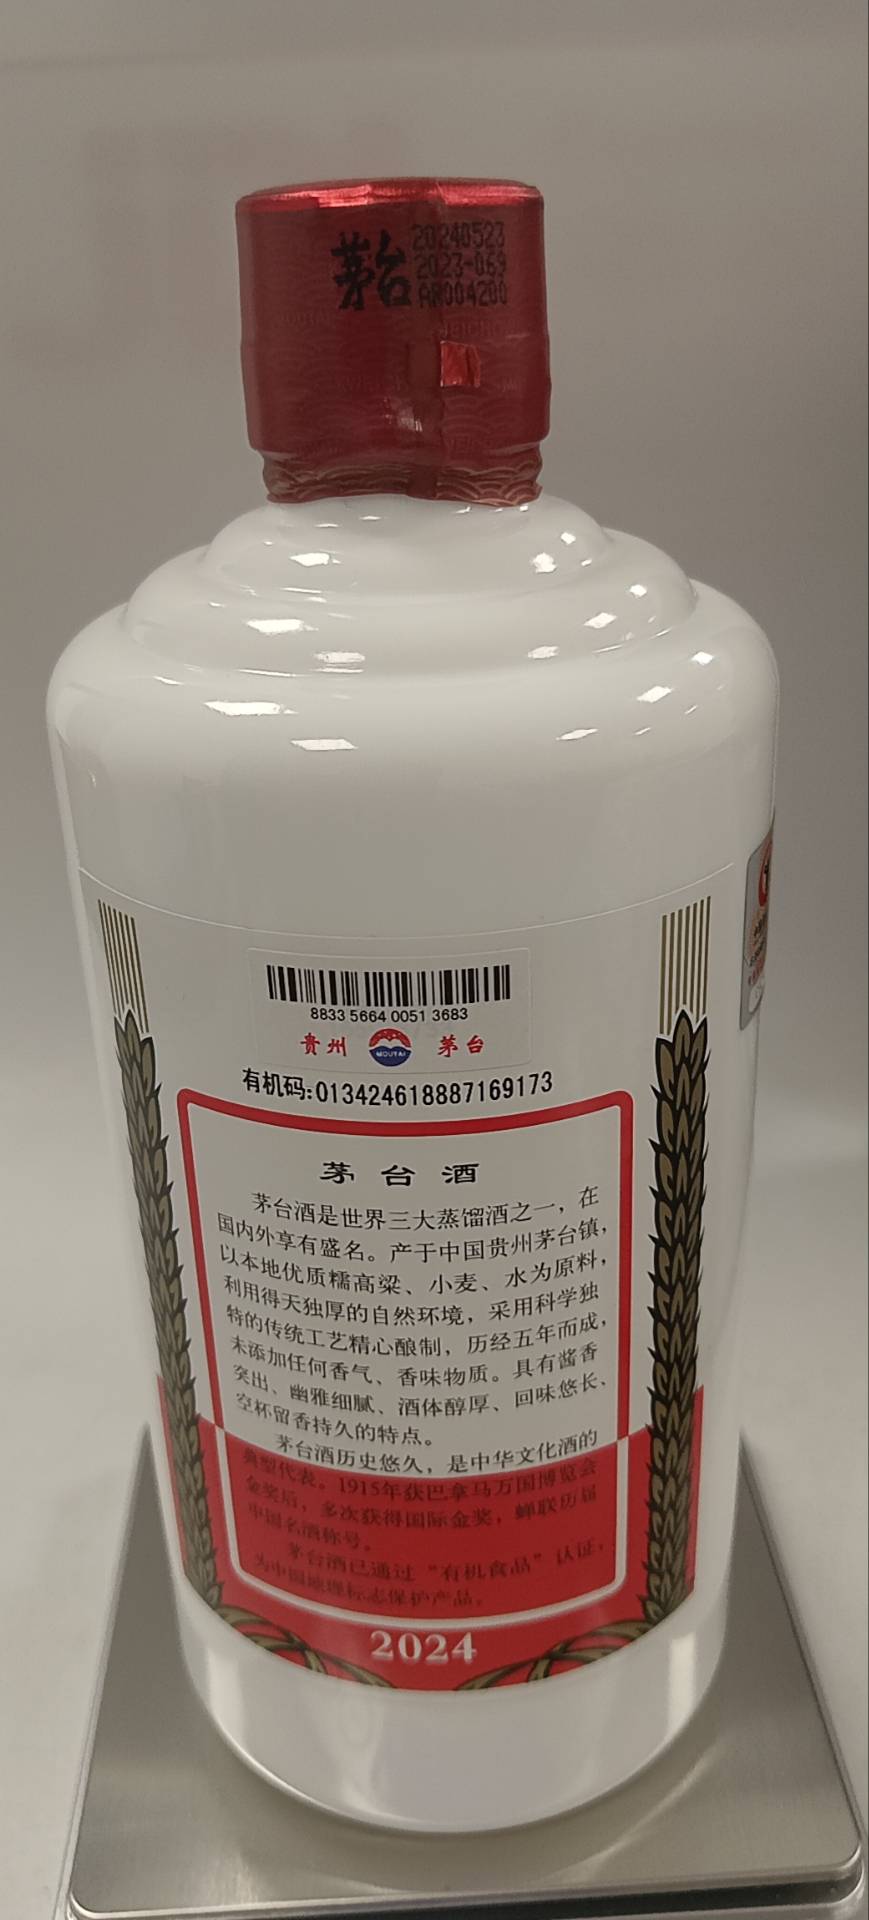 茅台
20240523
2023-069
AR004200
8833 5664 0051 3683
贵州 MOUTAI 茅台
有机码:013424618887169173
茅台酒
茅台酒是世界三大蒸馏酒之一，在
国内外享有盛名。产于中国贵州茅台镇，
以本地优质糯高粱、小麦、水为原料，
利用得天独厚的自然环境，采用科学独
特的传统工艺精心酿制，历经五年而成，
未添加任何香气、香味物质。具有酱香
突出、幽雅细腻、酒体醇厚、回味悠长、
空杯留香持久的特点。
茅台酒历史悠久，是中华文化酒的
典型代表。1915年获巴拿马万国博览会
金奖后，多次获得国际金奖，蝉联历届
中国名酒称号。
茅台酒已通过“有机食品”认证，
为中国地理标志保护产品。
2024